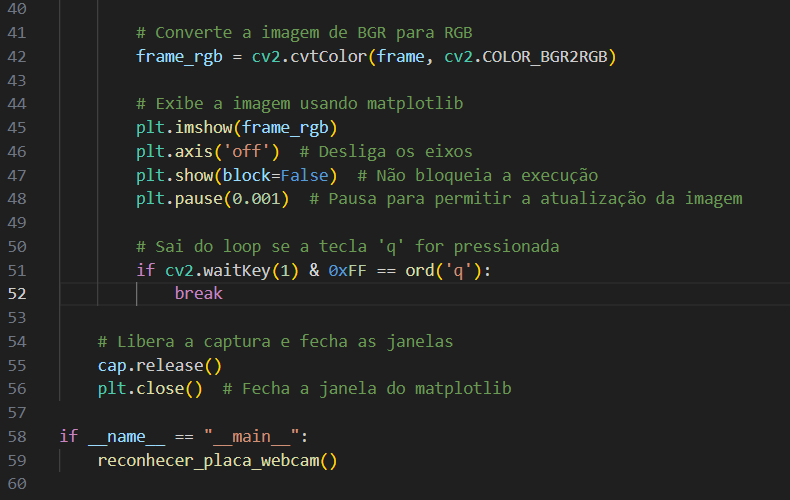 40
41 # Converte a imagem de BGR para RGB
42 frame_rgb = cv2.cvtColor(frame, cv2.COLOR_BGR2RGB)
43
44 # Exibe a imagem usando matplotlib
45 plt.imshow(frame_rgb)
46 plt.axis('off')  # Desliga os eixos
47 plt.show(block=False)  # Não bloqueia a execução
48 plt.pause(0.001)  # Pausa para permitir a atualização da imagem
49
50 # Sai do loop se a tecla 'q' for pressionada
51 if cv2.waitKey(1) & 0xFF == ord('q'):
52 break
53
54 # Libera a captura e fecha as janelas
55 cap.release()
56 plt.close()  # Fecha a janela do matplotlib
57
58 if __name__ == "__main__":
59 reconhecer_placa_webcam()
60